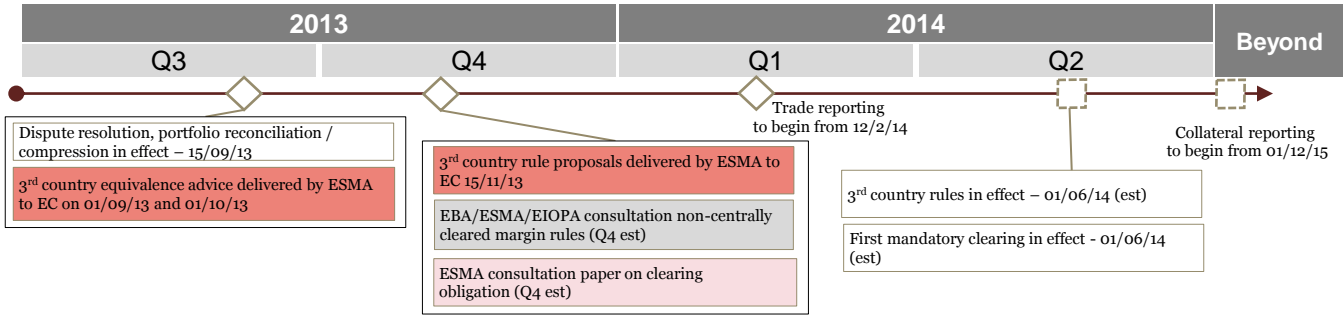 2013
2014
Beyond
Q3
Q4
Q1
Q2
Trade reporting
to begin from 12/2/14
Collateral reporting
to begin from 01/12/15
Dispute resolution, portfolio reconciliation /
compression in effect – 15/09/13
3rd country equivalence advice delivered by ESMA
to EC on 01/09/13 and 01/10/13
3rd country rule proposals delivered by ESMA to
EC 15/11/13
EBA/ESMA/EIOPA consultation non-centrally
cleared margin rules (Q4 est)
ESMA consultation paper on clearing
obligation (Q4 est)
3rd country rules in effect – 01/06/14 (est)
First mandatory clearing in effect - 01/06/14
(est)